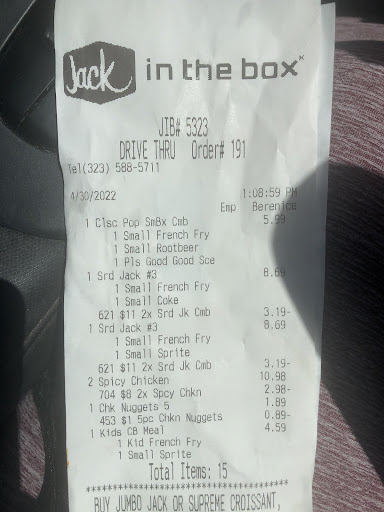 Jack in the box
JIB# 5323
DRIVE THRU Order# 191
Tel(323) 588-5711
4/30/2022 1:08:59 PM
Emp Berenice
1 Clsc Pop SmBx Cmb 5.99
1 Small French Fry
1 Small Rootbeer
1 Pls Good Good Sce
1 Srd Jack #3 8.69
1 Small French Fry
1 Small Coke
621 $11 2x Srd Jk Cmb 3.19-
1 Srd Jack #3 8.69
1 Small French Fry
1 Small Sprite
621 $11 2x Srd Jk Cmb 3.19-
2 Spicy Chicken 10.98
704 $8 2x Spcy Chkn 2.98-
1 Chk Nuggets 5 1.89
453 $1 5pc Chkn Nuggets 0.89-
1 Kids CB Meal 4.59
1 Kid French Fry
1 Small Sprite
Total Items: 15
****************************************
BUY JUMBO JACK OR SUPREME CROISSANT,